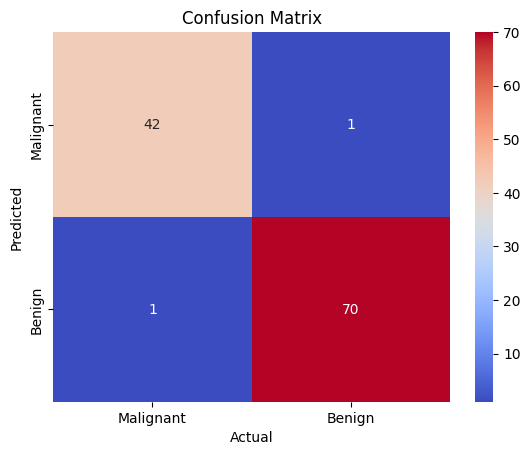 Confusion Matrix
Predicted
Malignant
Benign
42
1
1
70
Malignant
Benign
Actual
70
60
50
40
30
20
10